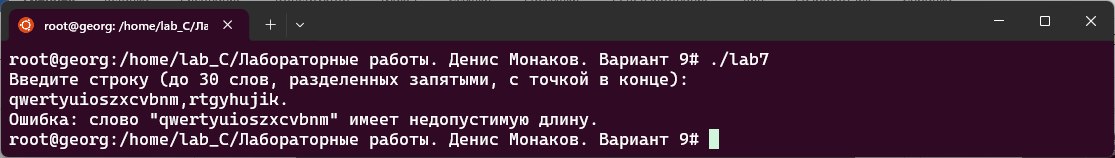 root@georg: /home/lab_C/Ла
root@georg:/home/lab_C/Лабораторные работы. Денис Монаков. Вариант 9# ./lab7
Введите строку (до 30 слов, разделенных запятыми, с точкой в конце):
qwertyuioszxcvbnm,rtgyhujik.
Ошибка: слово "qwertyuioszxcvbnm" имеет недопустимую длину.
root@georg:/home/lab_C/Лабораторные работы. Денис Монаков. Вариант 9#